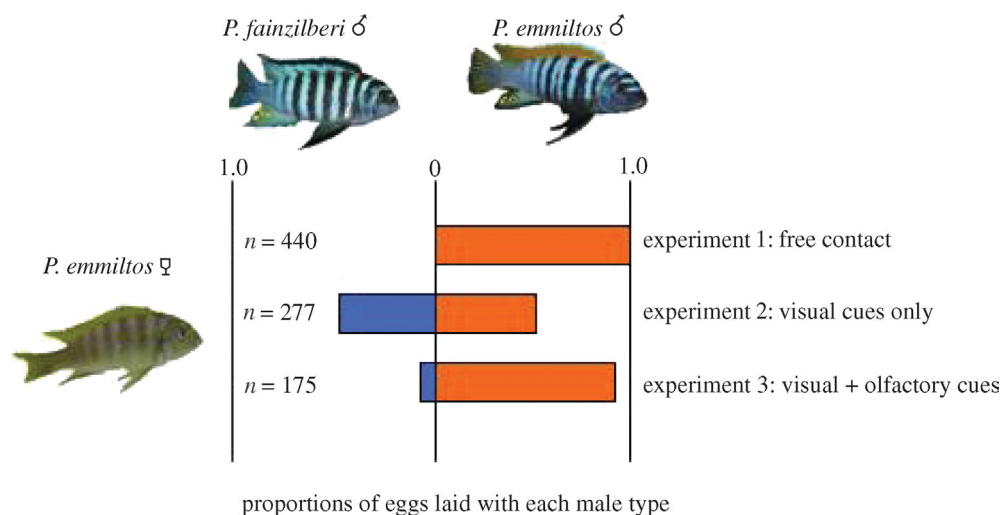 P. fainzilberi ♂ P. emmiltos ♂
1.0 0 1.0
n = 440 experiment 1: free contact
P. emmiltos ♀
n = 277 experiment 2: visual cues only
n = 175 experiment 3: visual + olfactory cues
proportions of eggs laid with each male type